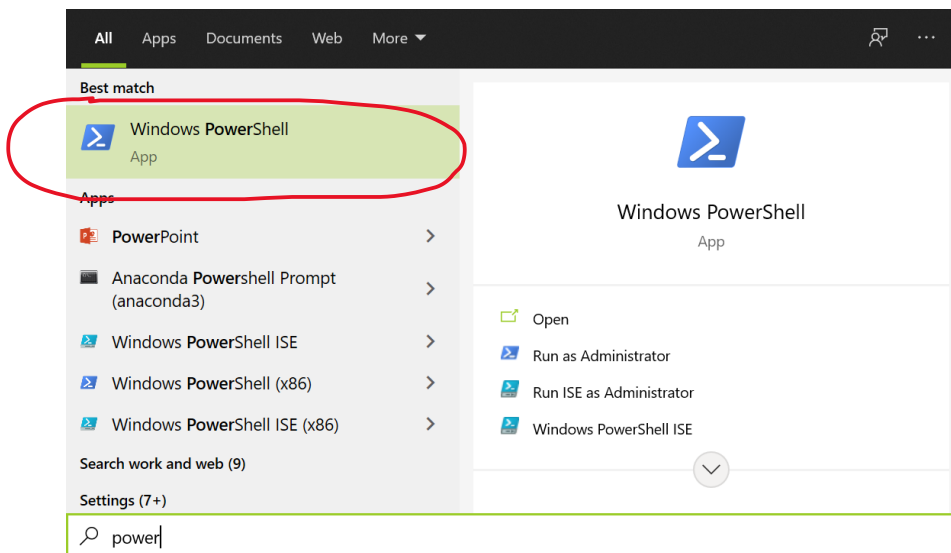 All Apps Documents Web More
Best match
Windows PowerShell
App
Apps
PowerPoint
Anaconda Powershell Prompt
(anaconda3)
Windows PowerShell ISE
Windows PowerShell (x86)
Windows PowerShell ISE (x86)
Search work and web (9)
Settings (7+)
power
Windows PowerShell
App
Open
Run as Administrator
Run ISE as Administrator
Windows PowerShell ISE